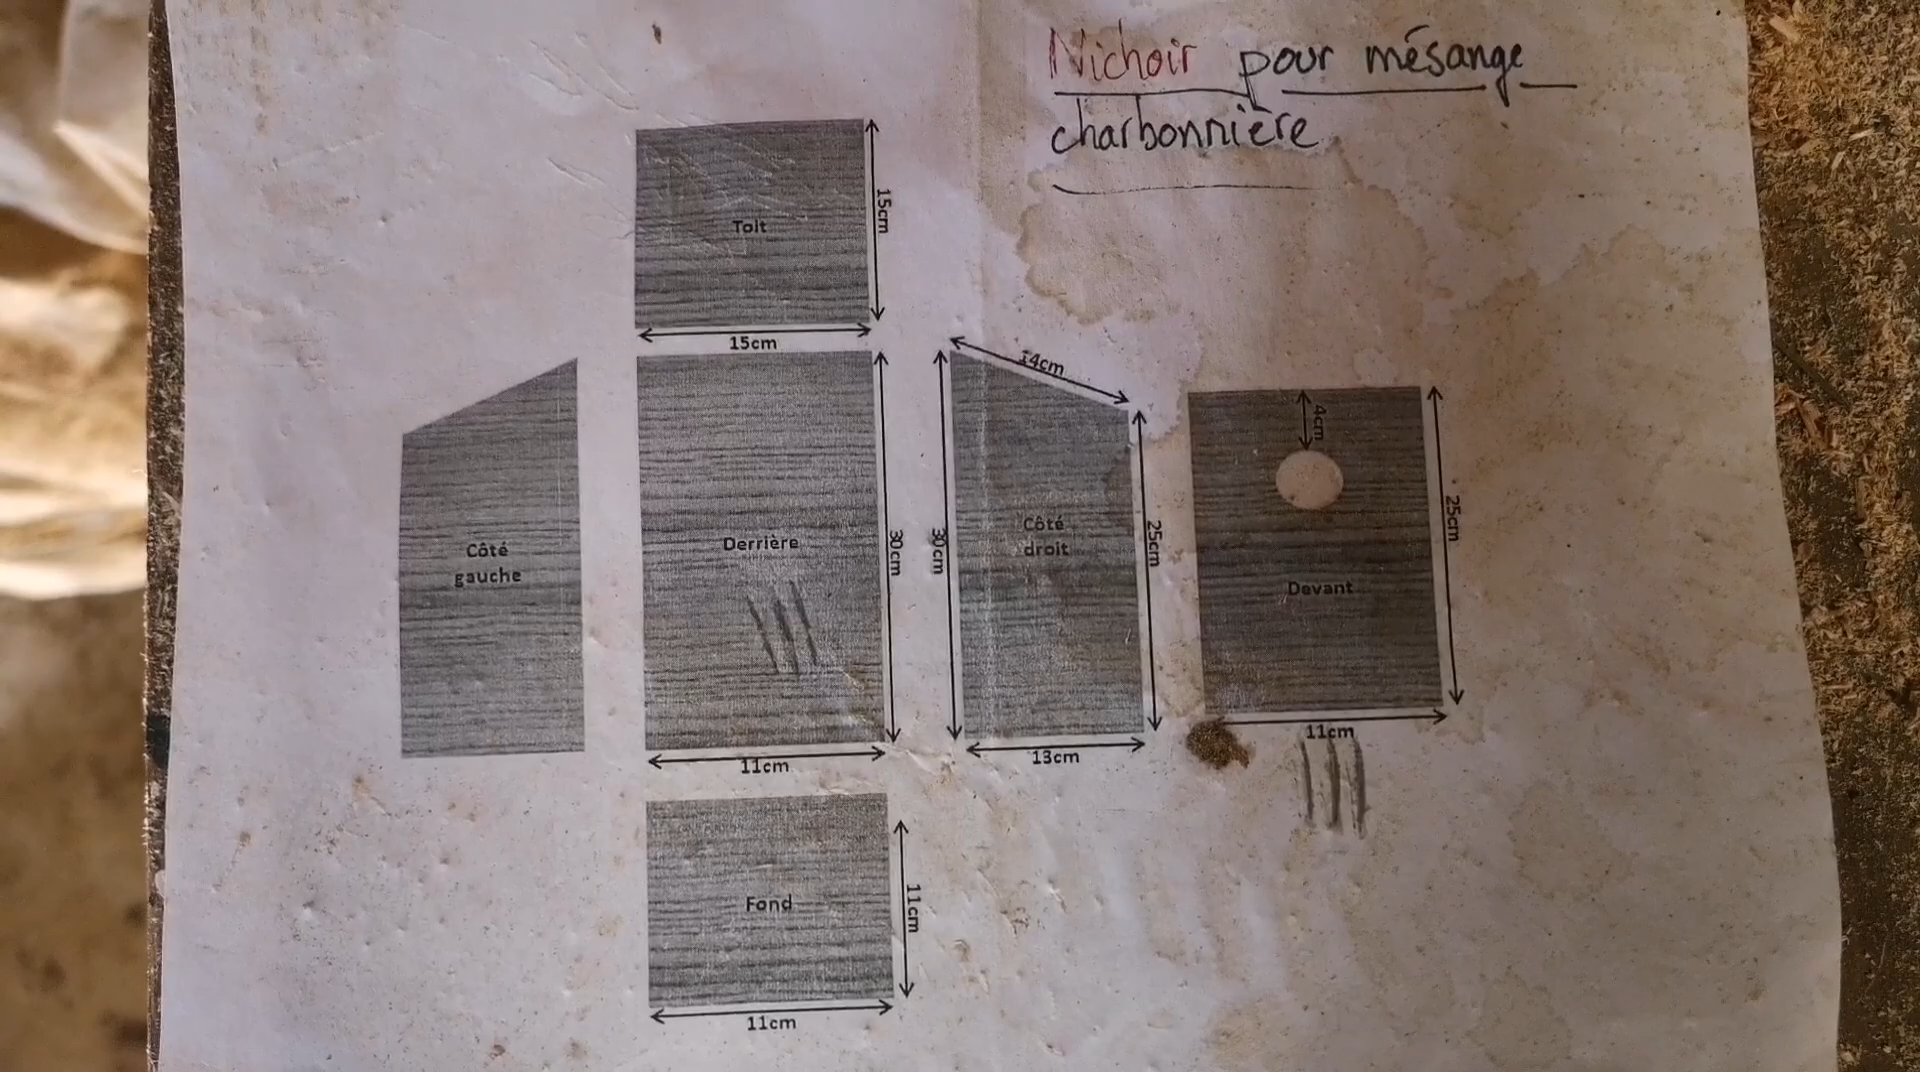 Nichoir pour mésange
charbonnière
Toit
15cm
15cm
Côté
gauche
Derrière
30cm
11cm
14cm
30cm
Côté
droit
25cm
13cm
4cm
Devant
25cm
11cm
Fond
11cm
11cm